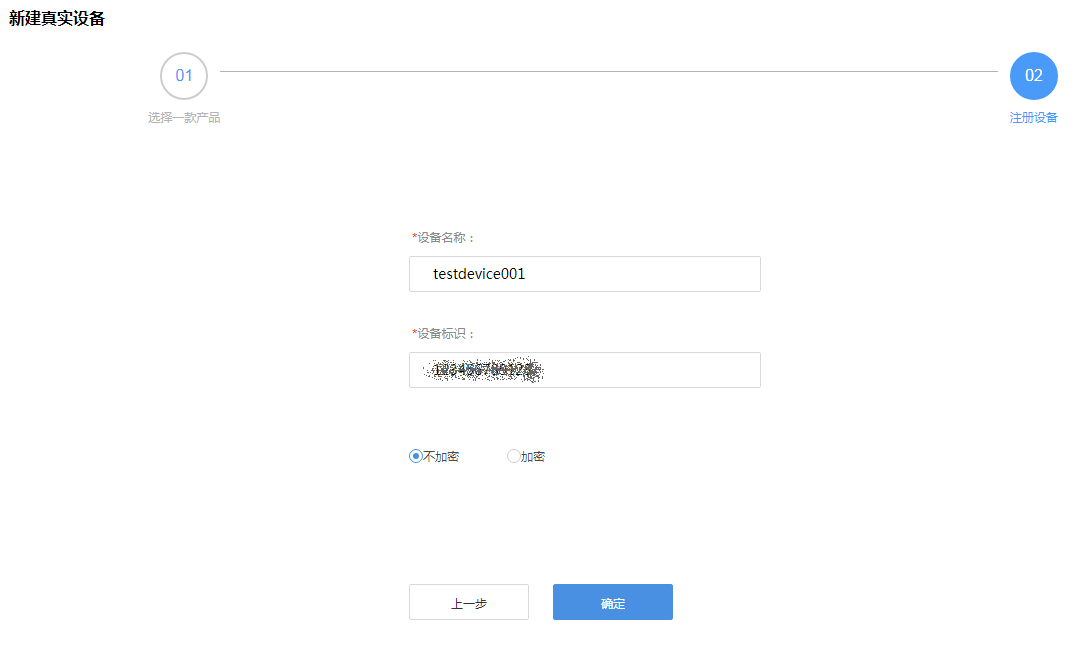 新建真实设备
01
02
选择一款产品
注册设备
*设备名称：
testdevice001
*设备标识：
不加密
加密
上一步
确定